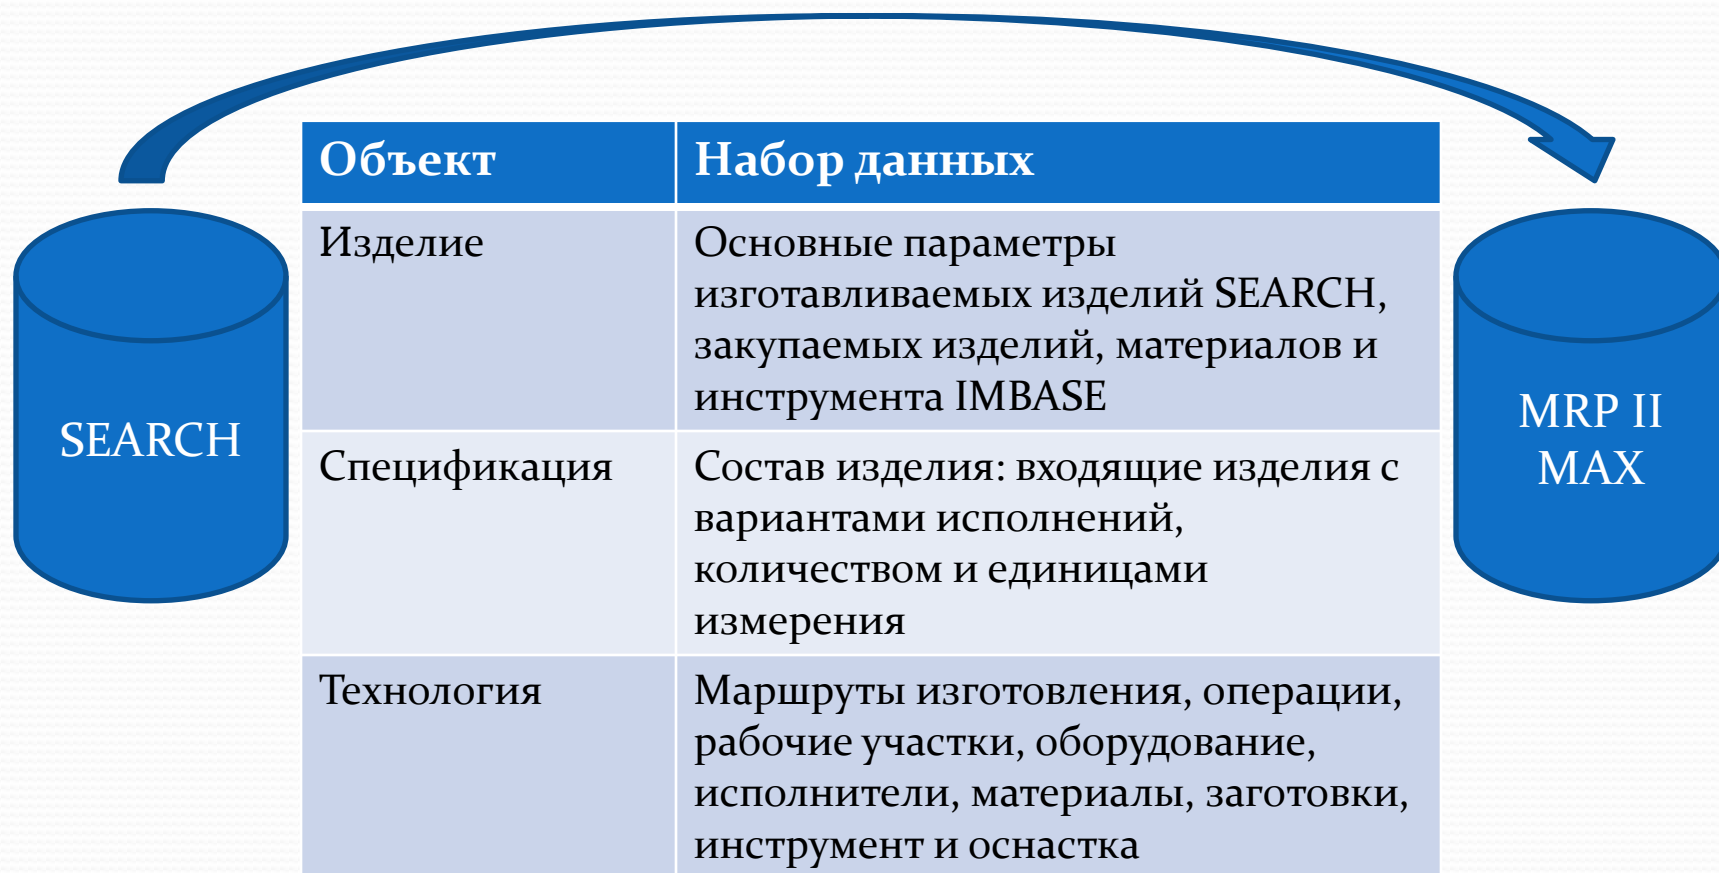 Объект
Набор данных
Изделие
Основные параметры
изготавливаемых изделий SEARCH,
закупаемых изделий, материалов и
инструмента IMBASE
Спецификация
Состав изделия: входящие изделия с
вариантами исполнений,
количеством и единицами
измерения
Технология
Маршруты изготовления, операции,
рабочие участки, оборудование,
исполнители, материалы, заготовки,
инструмент и оснастка
SEARCH
MRP II
MAX